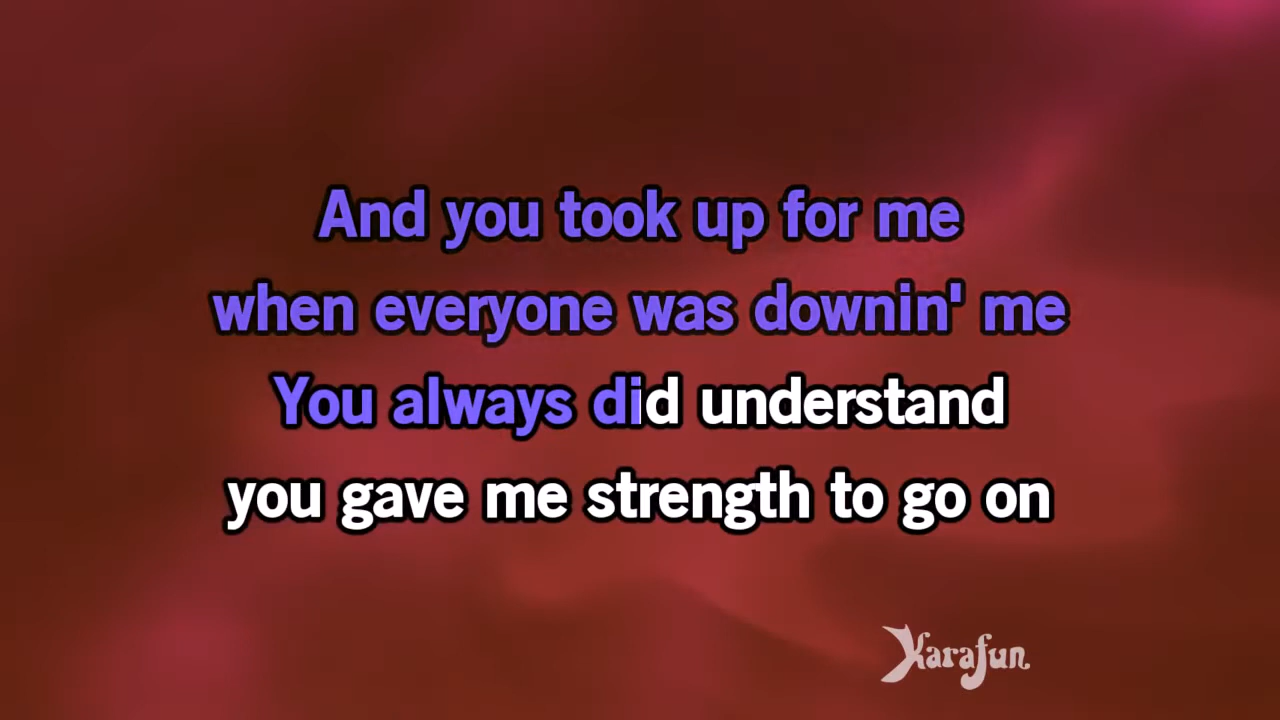 And you took up for me
when everyone was downin' me
You always did understand
you gave me strength to go on
Karafun